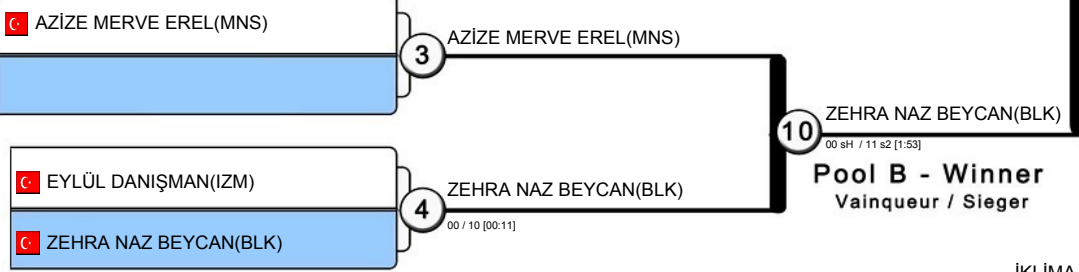 AZİZE MERVE EREL(MNS)
3
AZİZE MERVE EREL(MNS)
10
ZEHRA NAZ BEYCAN(BLK)
00 sH / 11 s2 [1:53]
Pool B - Winner
Vainqueur / Sieger
EYLÜL DANIŞMAN(IZM)
4
ZEHRA NAZ BEYCAN(BLK)
00 / 10 [00:11]
ZEHRA NAZ BEYCAN(BLK)
İKLİMA